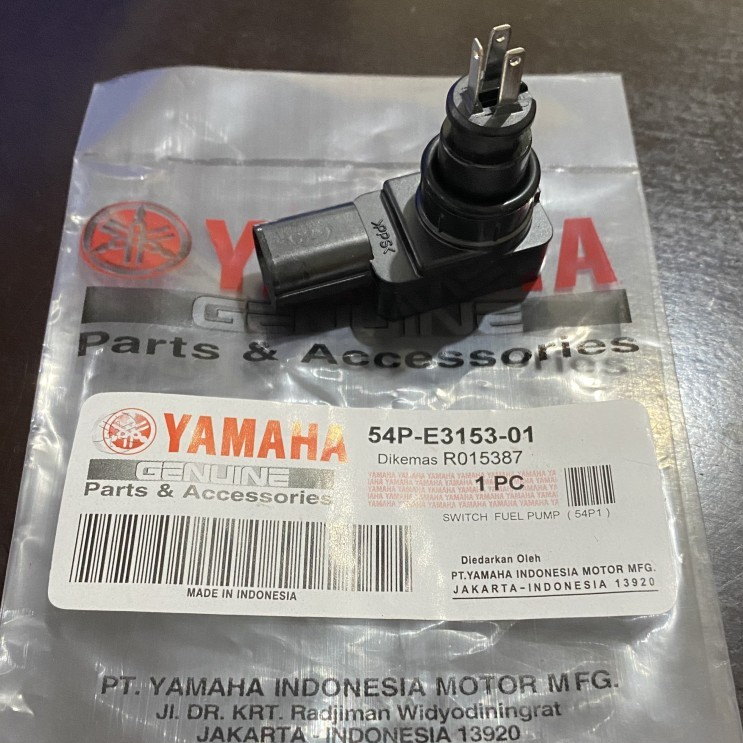 >PPS<
YAMAHA
GENUINE
Parts & Accessories
YAMAHA
GENUINE
Parts & Accessories
54P-E3153-01
Dikemas R015387
1 PC
SWITCH FUEL PUMP (54P1)
MADE IN INDONESIA
Diedarkan Oleh
PT.YAMAHA INDONESIA MOTOR MFG.
JAKARTA-INDONESIA 13920
PT. YAMAHA INDONESIA MOTOR MFG.
Jl. DR. KRT. Radjiman Widyodiningrat
JAKARTA-INDONESIA 13920